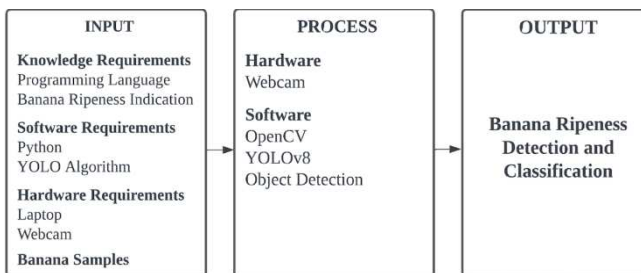 INPUT
Knowledge Requirements
Programming Language
Banana Ripeness Indication
Software Requirements
Python
YOLO Algorithm
Hardware Requirements
Laptop
Webcam
Banana Samples
PROCESS
Hardware
Webcam
Software
OpenCV
YOLOv8
Object Detection
OUTPUT
Banana Ripeness
Detection and
Classification